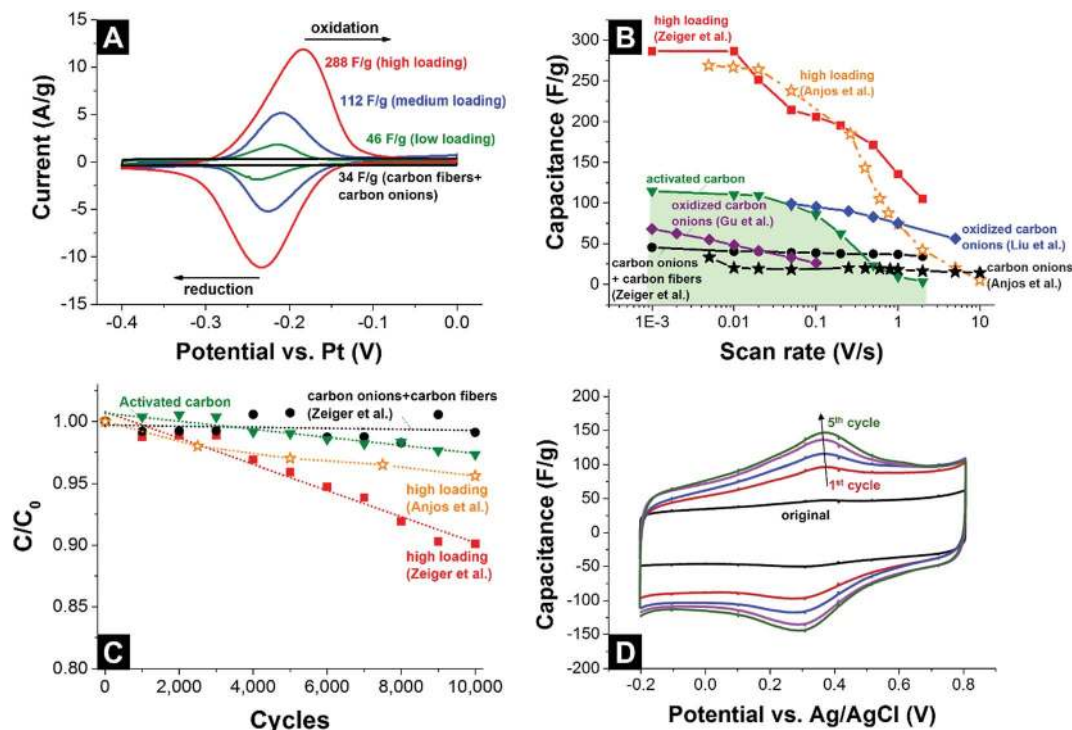 A
oxidation
288 F/g (high loading)
112 F/g (medium loading)
46 F/g (low loading)
34 F/g (carbon fibers+
carbon onions)
reduction
15
10
5
0
5
10
-15
-0.4
-0.3
-0.2
-0.1
0.0
Current (A/g)
Potential vs. Pt (V)
B
high loading
(Zeiger et al.)
high loading
(Anjos et al.)
activated carbon
oxidized carbon
onions (Gu et al.)
oxidized carbon
onions (Liu et al.)
carbon onions
+ carbon fibers
(Zeiger et al.)
carbon onions
(Anjos et al.)
300
250
200
150
100
50
0
1E-3
0.01
0.1
1
10
Capacitance (F/g)
Scan rate (V/s)
C
Activated carbon
carbon onions+carbon fibers
(Zeiger et al.)
high loading
(Anjos et al.)
high loading
(Zeiger et al.)
1.00
0.95
0.90
0.85
0.80
0
2,000
4,000
6,000
8,000
10,000
C/C0
Cycles
D
5th cycle
1st cycle
original
200
150
100
50
0
-50
-100
-150
-200
-0.2
0.0
0.2
0.4
0.6
0.8
Capacitance (F/g)
Potential vs. Ag/AgCl (V)